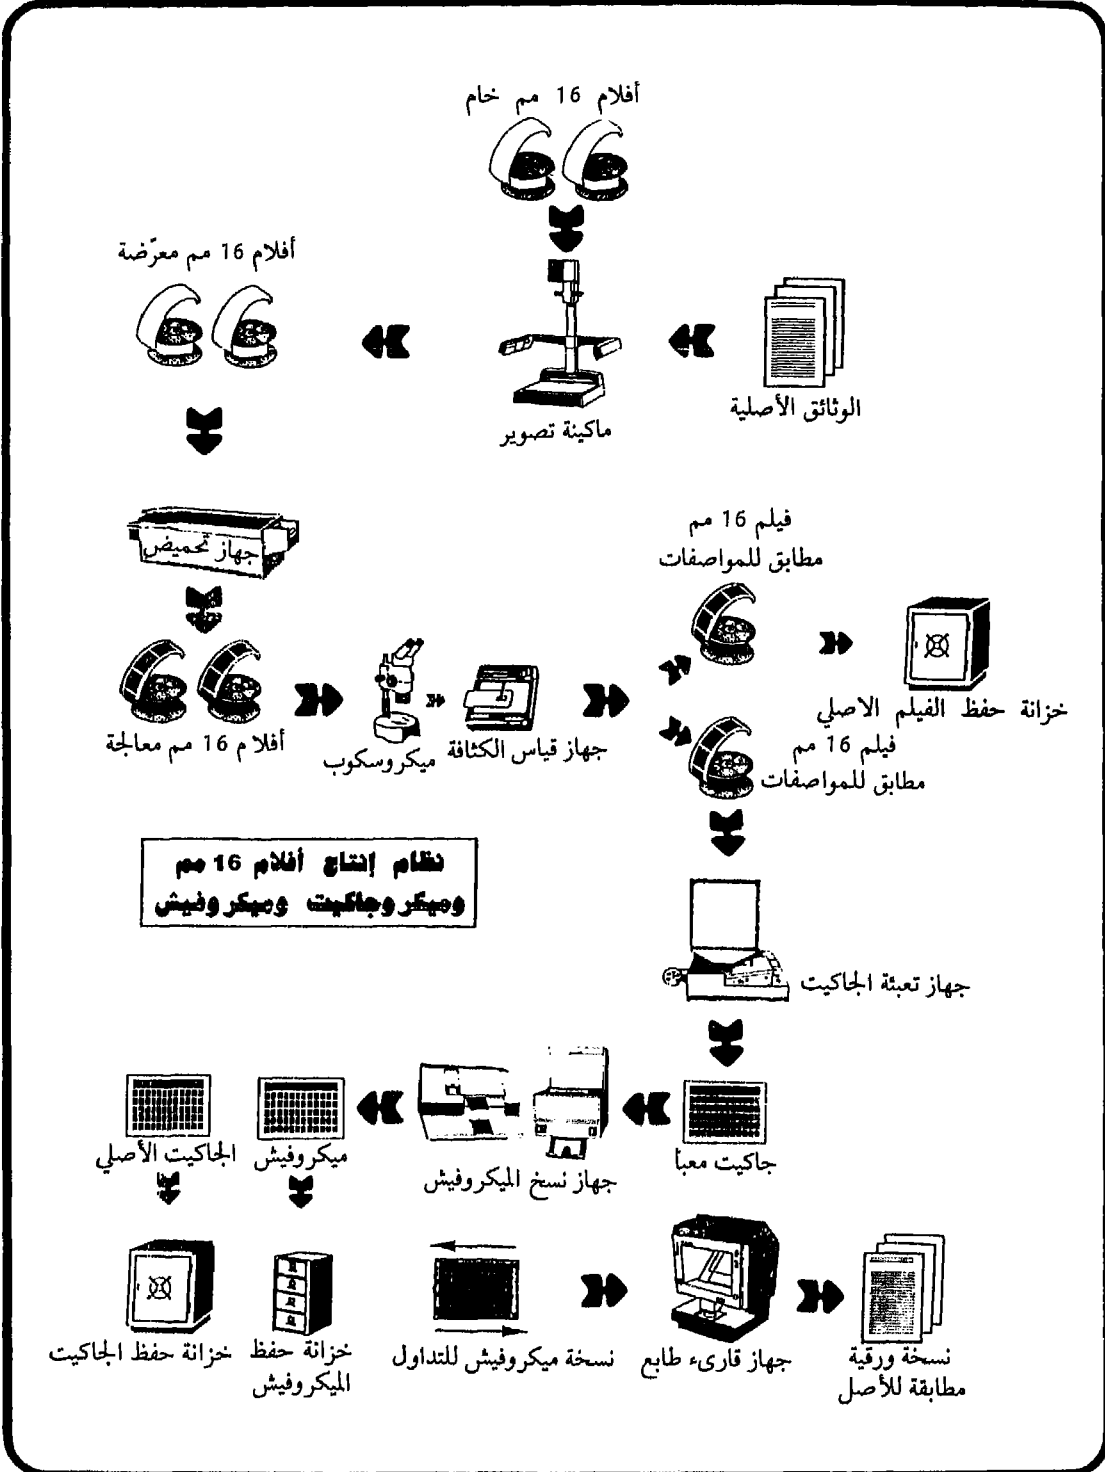 أفلام 16 مم خام
أفلام 16 مم معرّضة
الوثائق الأصلية
ماكينة تصوير
جهاز تحميض
فيلم 16 مم
مطابق للمواصفات
خزانة حفظ الفيلم الاصلي
أفلام 16 مم معالجة
ميكروسكوب
جهاز قياس الكثافة
فيلم 16 مم
مطابق للمواصفات
نظام إنتاج أفلام 16 مم
وميكروجاكيت وميكروفيش
جهاز تعبئة الجاكيت
جاكيت معبأ
جهاز نسخ الميكروفيش
ميكروفيش
الجاكيت الأصلي
خزانة حفظ الجاكيت
خزانة حفظ
الميكروفيش
نسخة ميكروفيش للتداول
جهاز قارىء طابع
نسخة ورقية
مطابقة للأصل